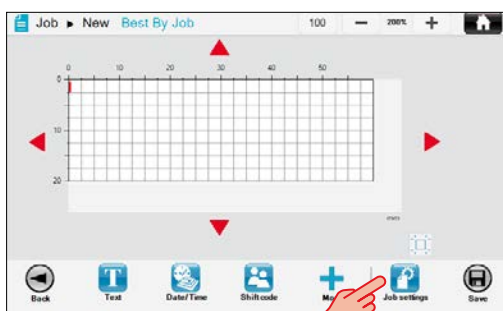 Job ▸ New Best By Job 100 — 200% +
0 10 20 30 40 50
0
10
20
mm
Back Text Date/Time Shift code Job settings Save